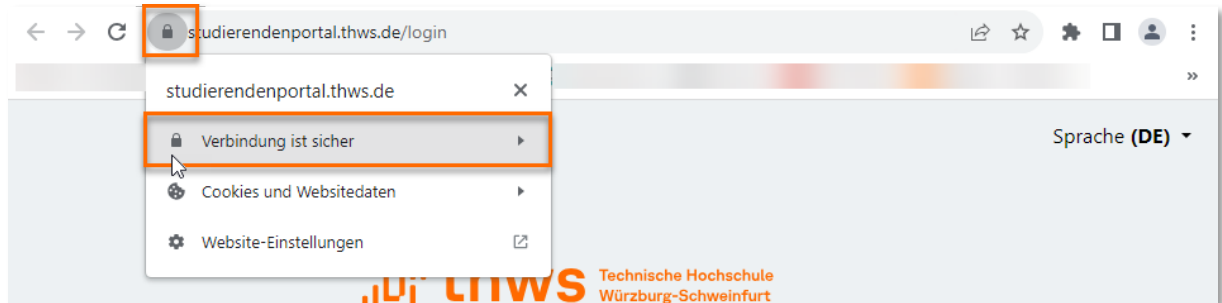 studierendenportal.thws.de/login
studierendenportal.thws.de
Verbindung ist sicher
Sprache (DE)
Cookies und Websitedaten
Website-Einstellungen
thws
Technische Hochschule
Würzburg-Schweinfurt